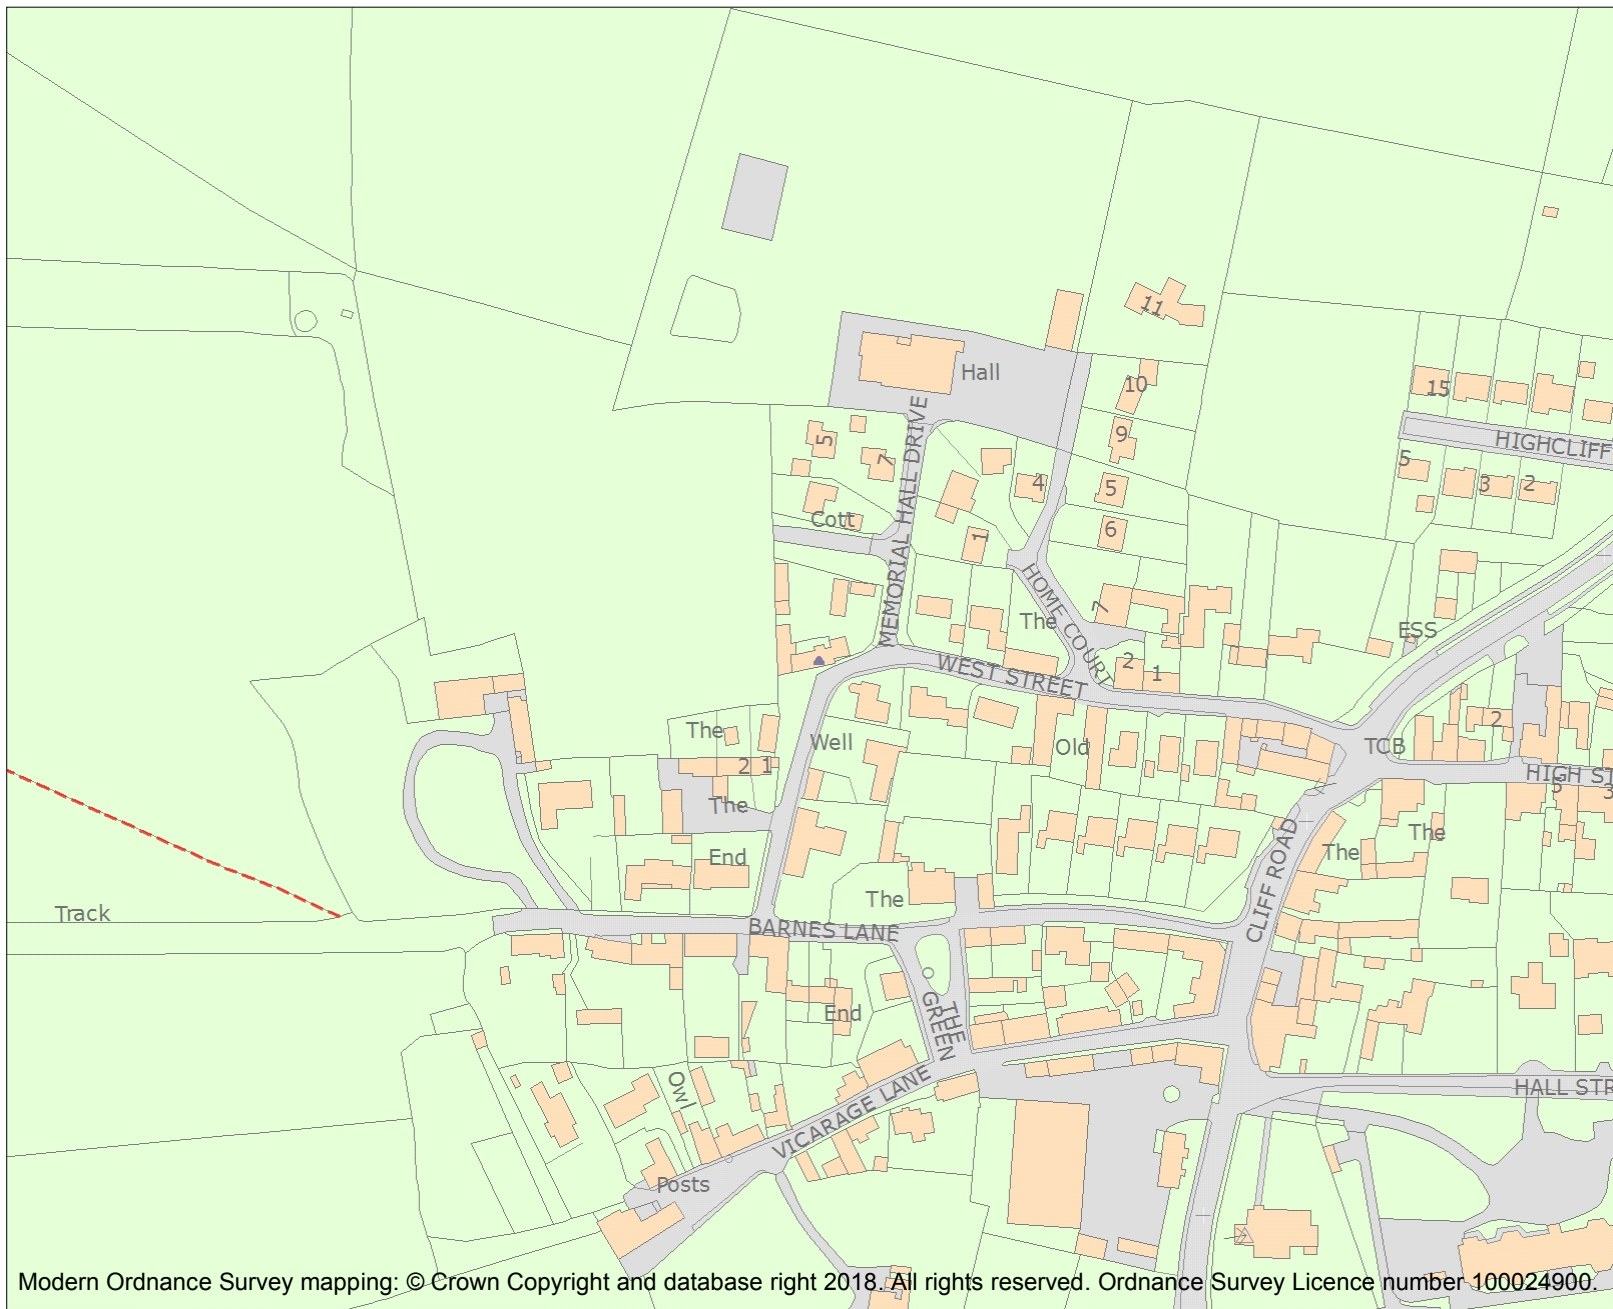 Hall
11
10
15
9
HIGHCLIFF
5
7
5
3
2
4
5
MEMORIAL HALL DRIVE
Cott
6
1
HOME COURT
7
The
ESS
2
1
WEST STREET
The
Well
Old
TCB
2
2 1
HIGH ST
5
3
The
The
The
End
CLIFF ROAD
The
Track
BARNES LANE
End
THE
GREEN
Owl
VICARAGE LANE
HALL STR
Posts
Modern Ordnance Survey mapping: © Crown Copyright and database right 2018. All rights reserved. Ordnance Survey Licence number 100024900.